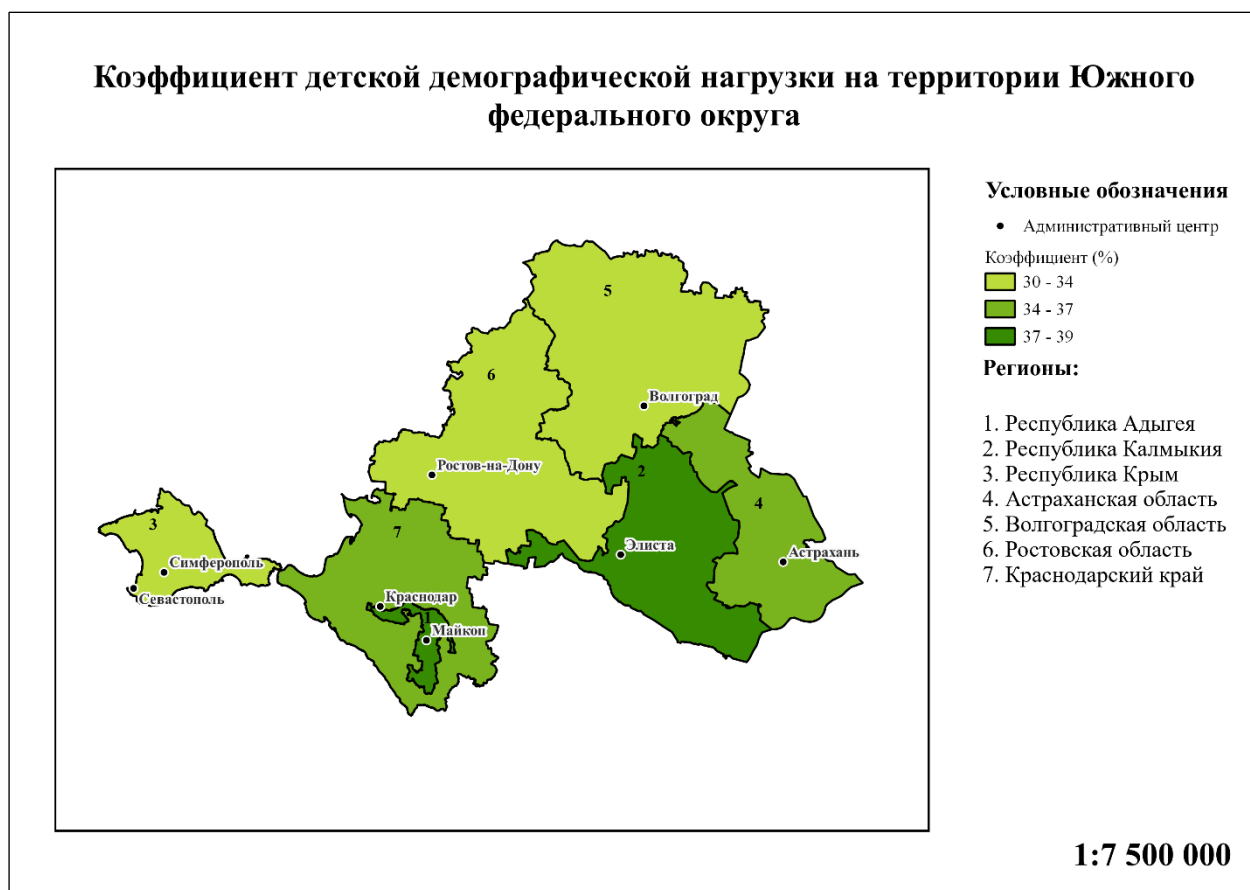 Коэффициент детской демографической нагрузки на территории Южного
федерального округа
Условные обозначения
Административный центр
Коэффициент (%)
30 - 34
34 - 37
37 - 39
Регионы:
1. Республика Адыгея
2. Республика Калмыкия
3. Республика Крым
4. Астраханская область
5. Волгоградская область
6. Ростовская область
7. Краснодарский край
5
6
Волгоград
Ростов-на-Дону
2
4
3
7
Элиста
Астрахань
Симферополь
Севастополь
Краснодар
1
Майкоп
1:7 500 000